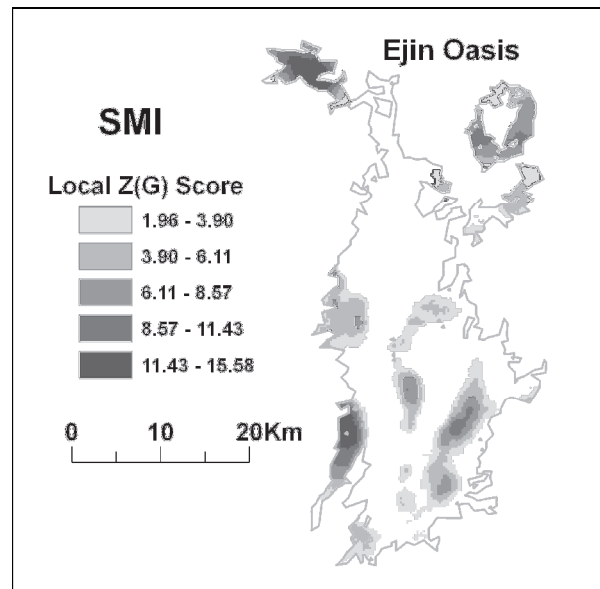 Ejin Oasis
SMI
Local Z(G) Score
1.96 - 3.90
3.90 - 6.11
6.11 - 8.57
8.57 - 11.43
11.43 - 15.58
0 10 20Km